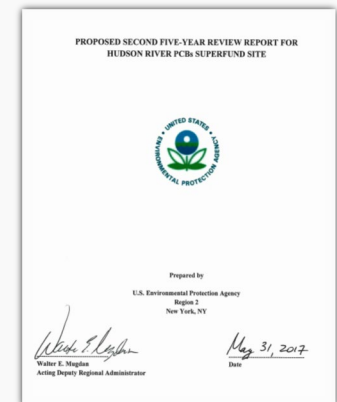 PROPOSED SECOND FIVE-YEAR REVIEW REPORT FOR
HUDSON RIVER PCBs SUPERFUND SITE
UNITED STATES
ENVIRONMENTAL PROTECTION AGENCY
Prepared by
U.S. Environmental Protection Agency
Region 2
New York, NY
May 31, 2017
Walter E. Mugdan
Date
Acting Deputy Regional Administrator